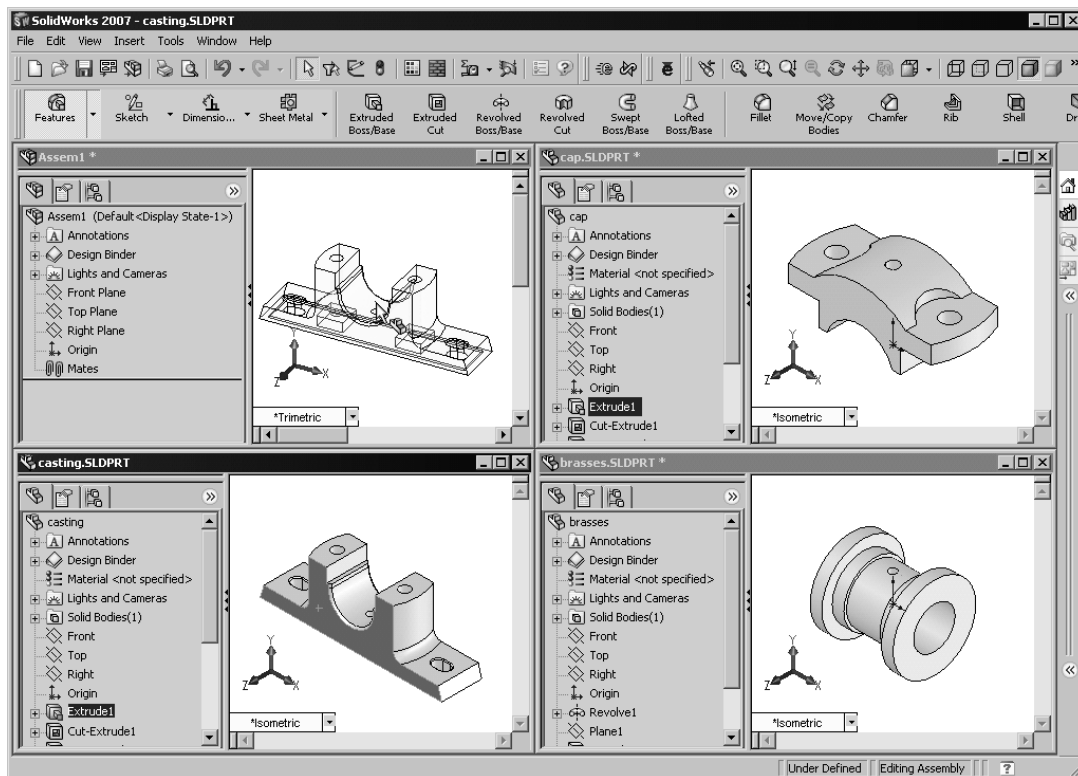 SolidWorks 2007 - casting.SLDPRT
File Edit View Insert Tools Window Help
Features Sketch Dimensio... Sheet Metal Extruded Boss/Base Extruded Cut Revolved Boss/Base Revolved Cut Swept Boss/Base Lofted Boss/Base Fillet Move/Copy Bodies Chamfer Rib Shell Dr
Assem1 *
Assem1 (Default<Display State-1>)
Annotations
Design Binder
Lights and Cameras
Front Plane
Top Plane
Right Plane
Origin
Mates
Y
Z X
*Trimetric
cap.SLDPRT *
cap
Annotations
Design Binder
Material <not specified>
Lights and Cameras
Solid Bodies(1)
Front
Top
Right
Origin
Extrude1
Cut-Extrude1
Y
Z X
*Isometric
casting.SLDPRT
casting
Annotations
Design Binder
Material <not specified>
Lights and Cameras
Solid Bodies(1)
Front
Top
Right
Origin
Extrude1
Cut-Extrude1
Y
Z X
*Isometric
brasses.SLDPRT *
brasses
Annotations
Design Binder
Material <not specified>
Lights and Cameras
Solid Bodies(1)
Front
Top
Right
Origin
Revolve1
Plane1
Y
Z X
*Isometric
Under Defined Editing Assembly ?